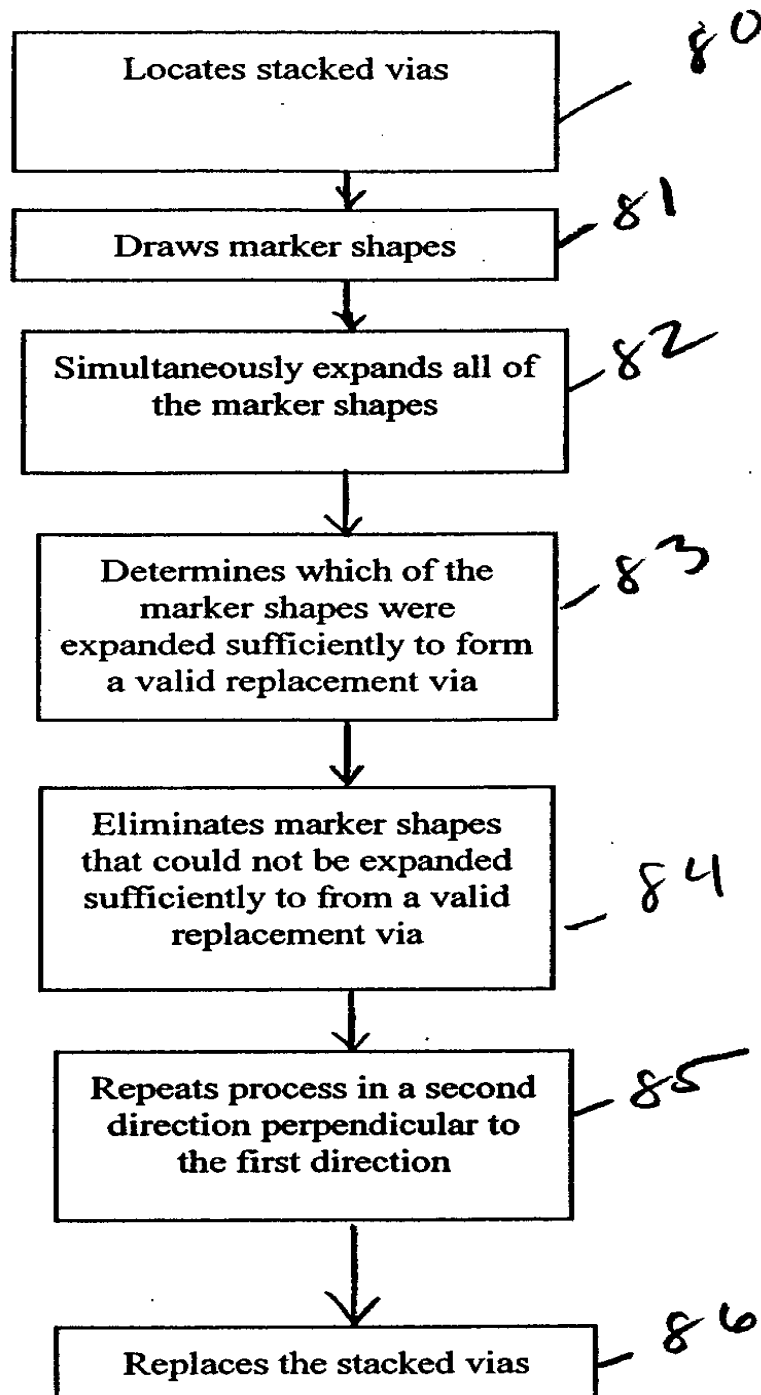 Locates stacked vias
80
Draws marker shapes
81
Simultaneously expands all of
the marker shapes
82
Determines which of the
marker shapes were
expanded sufficiently to form
a valid replacement via
83
Eliminates marker shapes
that could not be expanded
sufficiently to from a valid
replacement via
84
Repeats process in a second
direction perpendicular to
the first direction
85
Replaces the stacked vias
86